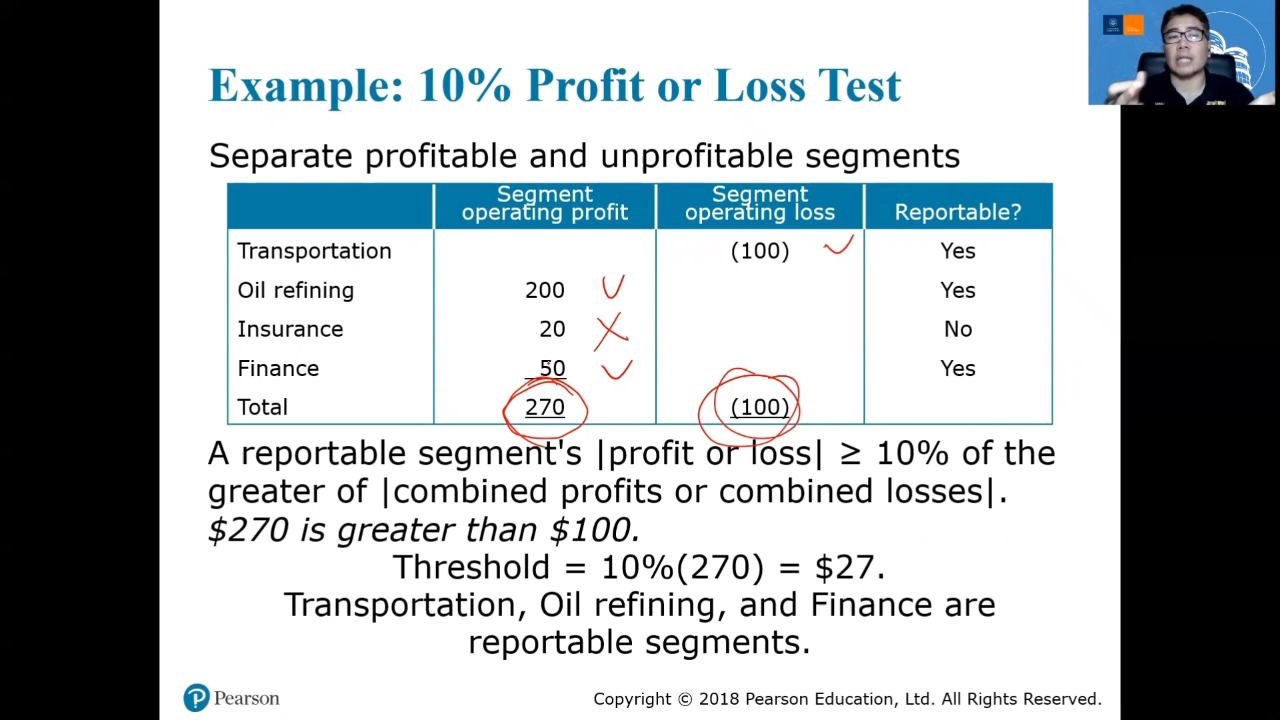 Example: 10% Profit or Loss Test
Separate profitable and unprofitable segments
Segment operating profit Segment operating loss Reportable?
Transportation (100) Yes
Oil refining 200 Yes
Insurance 20 No
Finance 50 Yes
Total 270 (100)
A reportable segment's |profit or loss| ≥ 10% of the
greater of |combined profits or combined losses|.
$270 is greater than $100.
Threshold = 10%(270) = $27.
Transportation, Oil refining, and Finance are
reportable segments.
P Pearson
Copyright © 2018 Pearson Education, Ltd. All Rights Reserved.